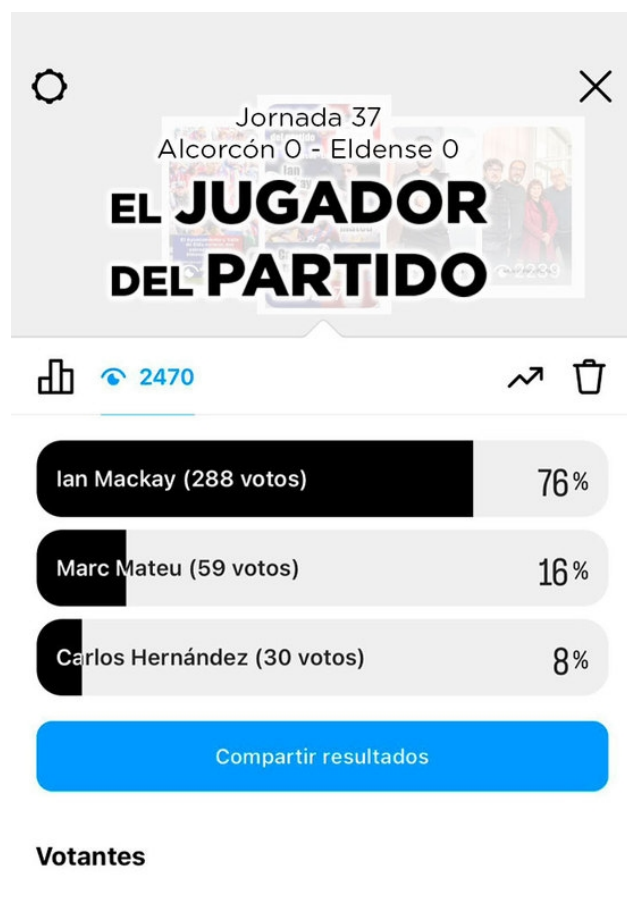 Jornada 37
Alcorcón 0 - Eldense 0
EL JUGADOR
DEL PARTIDO
2239
2470
Ian Mackay (288 votos)
76%
Marc Mateu (59 votos)
16%
Carlos Hernández (30 votos)
8%
Compartir resultados
Votantes